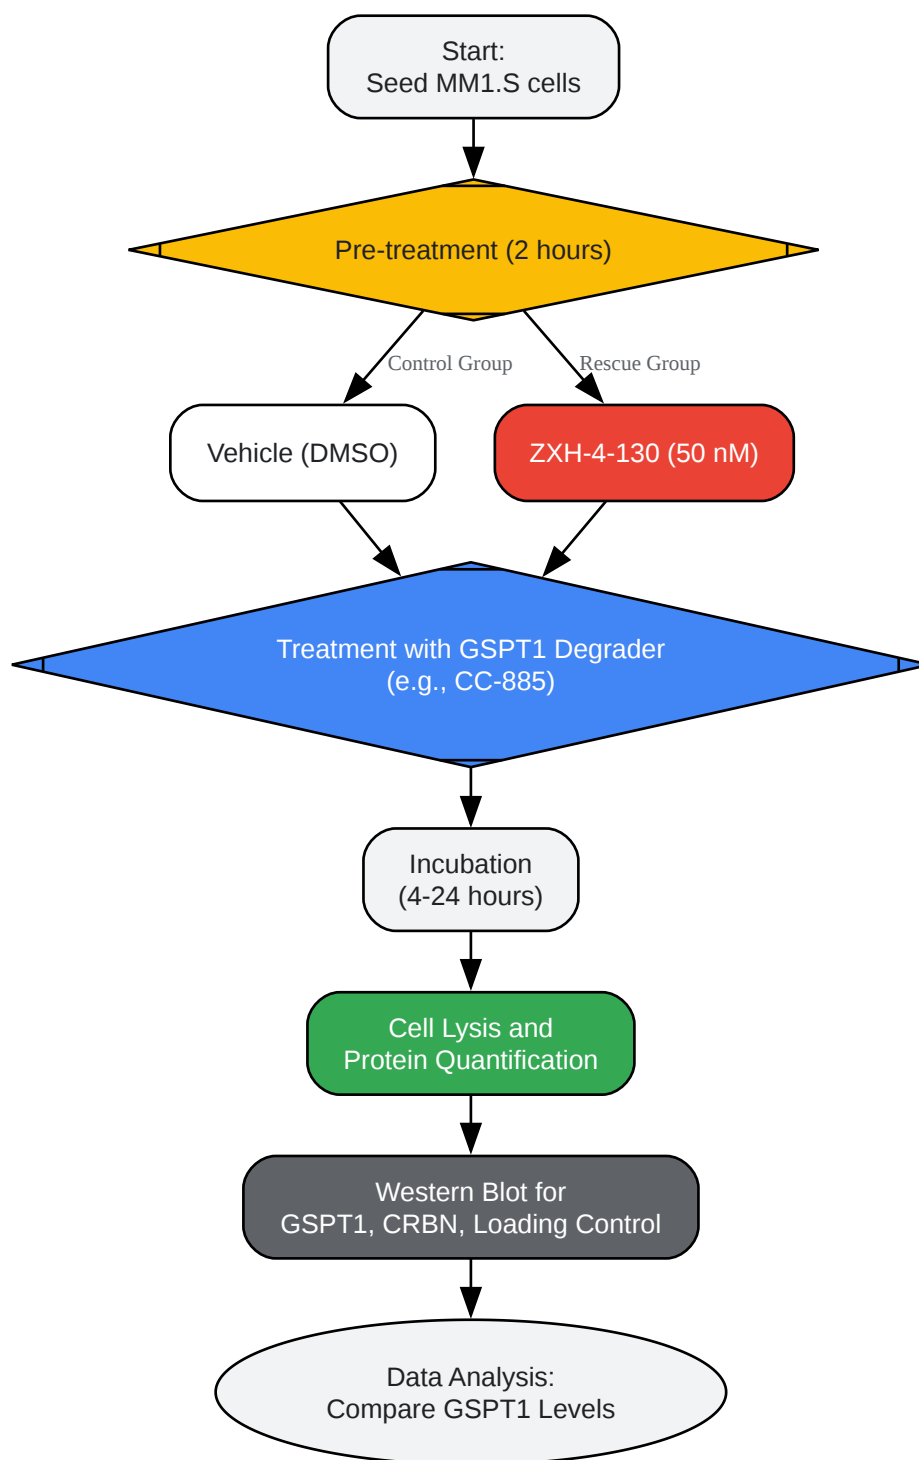 Start:
Seed MM1.S cells
Pre-treatment (2 hours)
Control Group
Rescue Group
Vehicle (DMSO)
ZXH-4-130 (50 nM)
Treatment with GSPT1 Degrader
(e.g., CC-885)
Incubation
(4-24 hours)
Cell Lysis and
Protein Quantification
Western Blot for
GSPT1, CRBN, Loading Control
Data Analysis:
Compare GSPT1 Levels